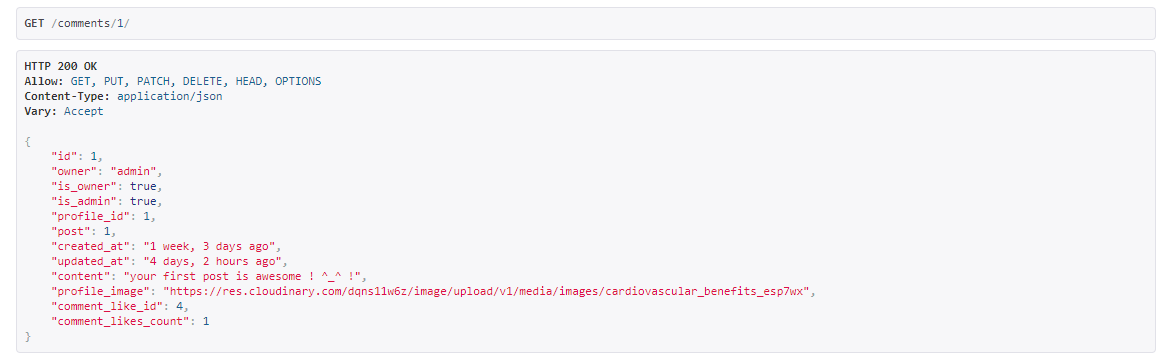 GET /comments/1/
HTTP 200 OK
Allow: GET, PUT, PATCH, DELETE, HEAD, OPTIONS
Content-Type: application/json
Vary: Accept
{
"id": 1,
"owner": "admin",
"is_owner": true,
"is_admin": true,
"profile_id": 1,
"post": 1,
"created_at": "1 week, 3 days ago",
"updated_at": "4 days, 2 hours ago",
"content": "your first post is awesome ! ^_^ !",
"profile_image": "https://res.cloudinary.com/dqns11w6z/image/upload/v1/media/images/cardiovascular_benefits_esp7wx",
"comment_like_id": 4,
"comment_likes_count": 1
}